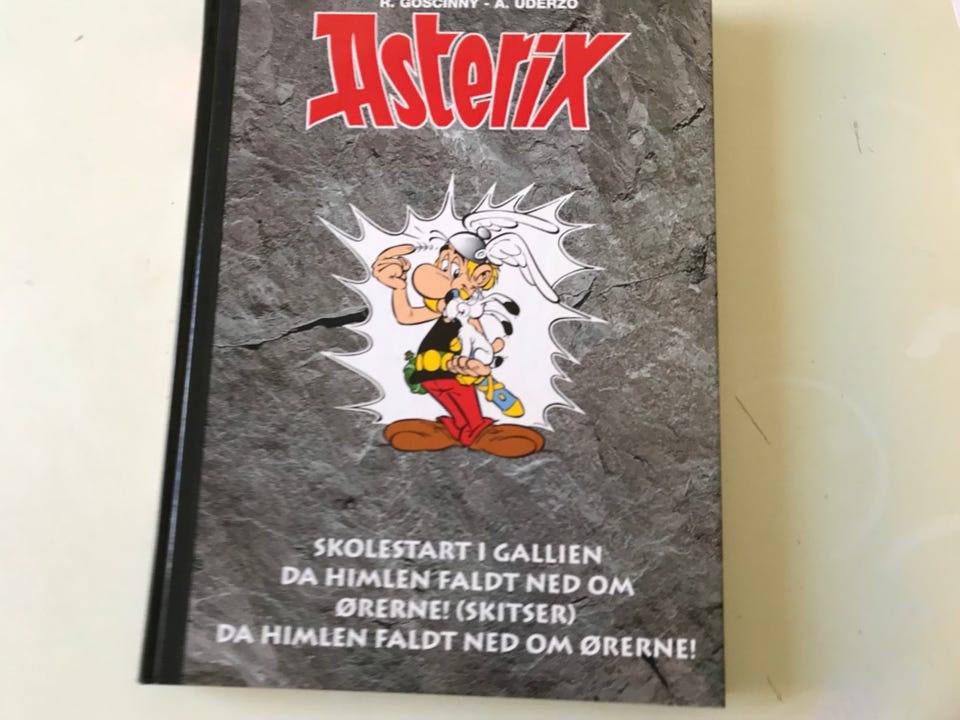 R. GOSCINNY - A. UDERZO
Asterix
SKOLESTART I GALLIEN
DA HIMLEN FALDT NED OM
ØRERNE! (SKITSER)
DA HIMLEN FALDT NED OM ØRERNE!